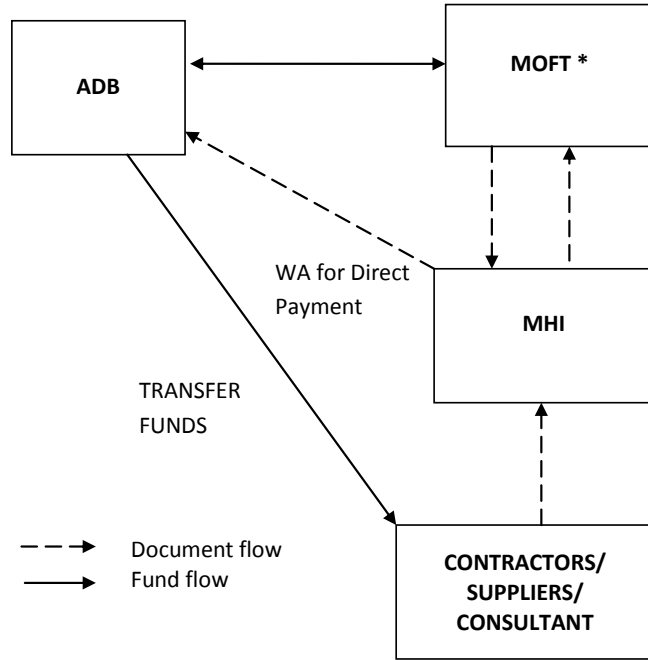 ADB
MOFT *
WA for Direct
Payment
MHI
TRANSFER
FUNDS
Document flow
Fund flow
CONTRACTORS/
SUPPLIERS/
CONSULTANT